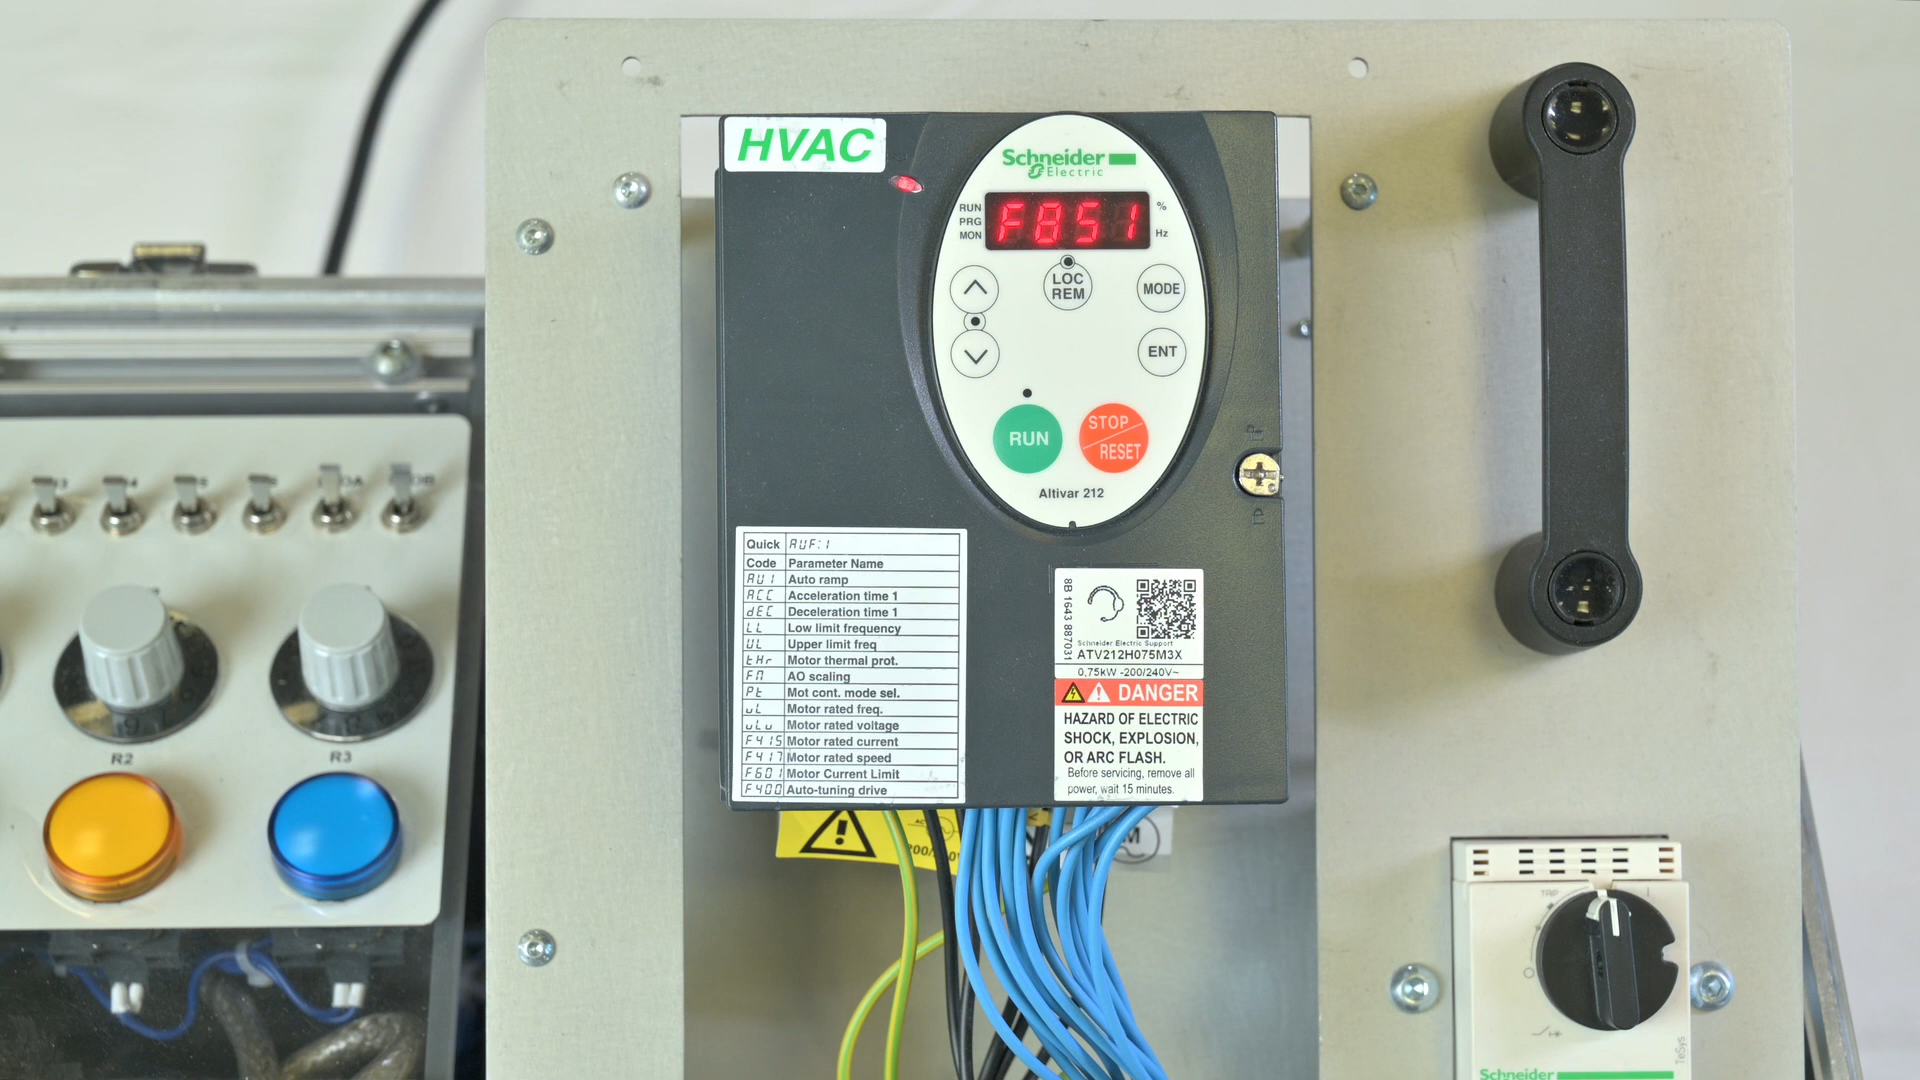 HVAC
Schneider
Electric
RUN
PRG
MON
F851
%
Hz
LOC
REM
MODE
ENT
RUN
STOP
RESET
Altivar 212
Quick AUF:1
Code Parameter Name
AU1 Auto ramp
ACC Acceleration time 1
dEC Deceleration time 1
LL Low limit frequency
UL Upper limit freq
tHr Motor thermal prot.
FM AO scaling
Pt Mot cont. mode sel.
uL Motor rated freq.
uLu Motor rated voltage
F415 Motor rated current
F417 Motor rated speed
F601 Motor Current Limit
F400 Auto-tuning drive
8B 1643 887031
Schneider Electric Support
ATV212H075M3X
0,75kW -200/240V~
DANGER
HAZARD OF ELECTRIC
SHOCK, EXPLOSION,
OR ARC FLASH.
Before servicing, remove all
power, wait 15 minutes.
R2
R3
AC
M
TRIP
TeSys
Schneider